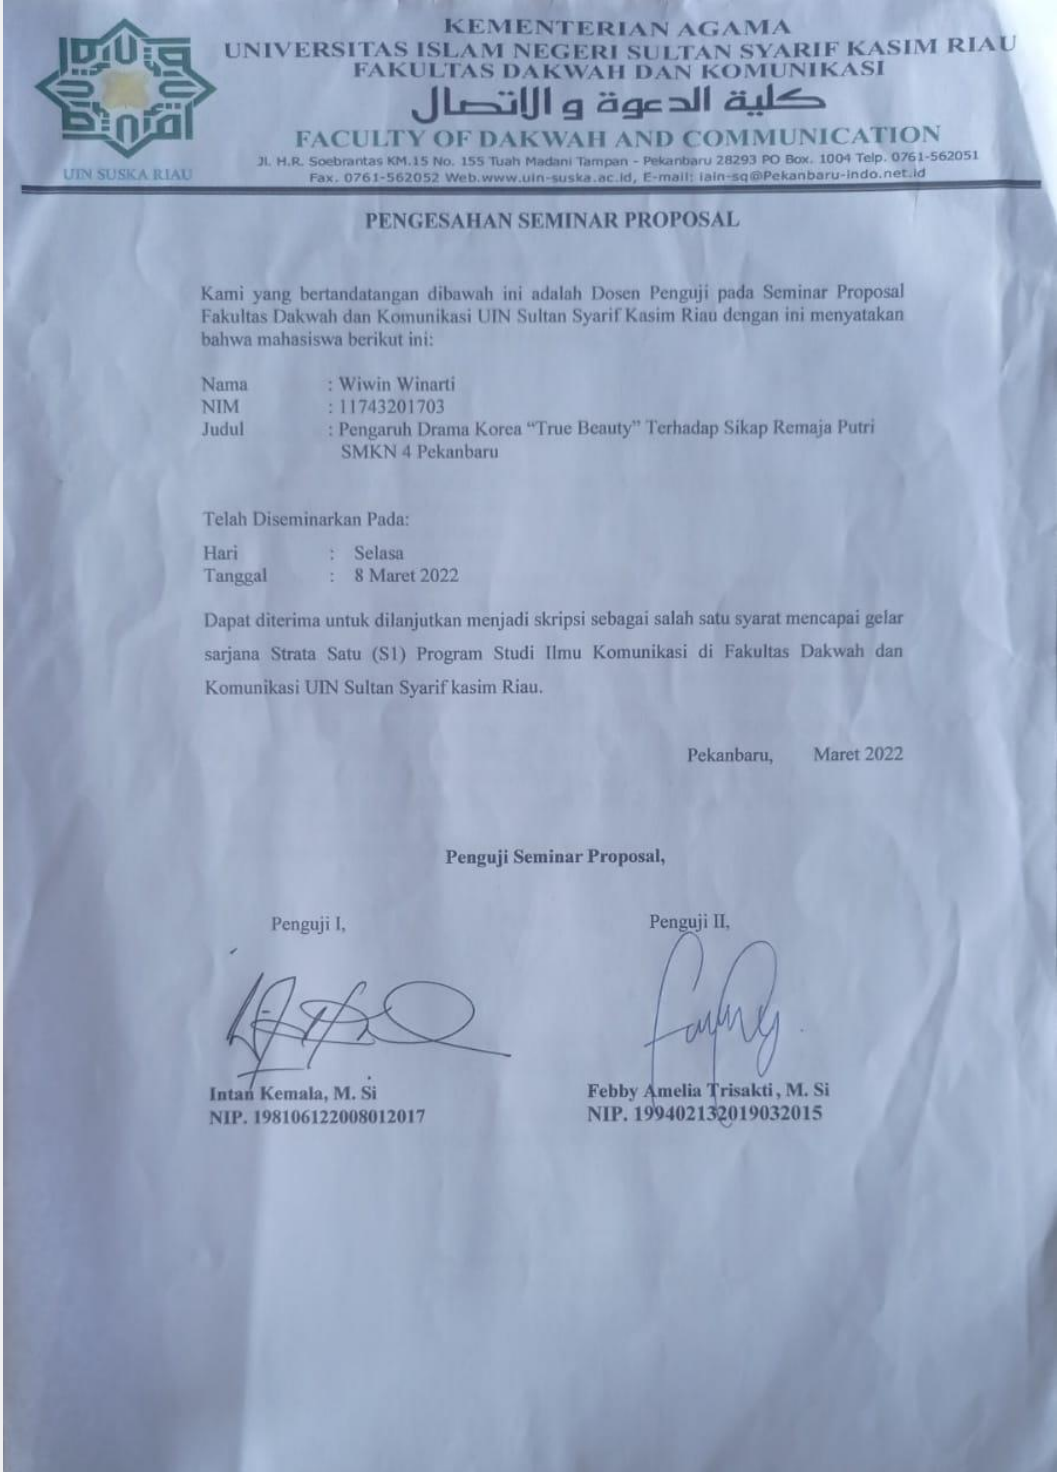 KEMENTERIAN AGAMA
UNIVERSITAS ISLAM NEGERI SULTAN SYARIF KASIM RIAU
FAKULTAS DAKWAH DAN KOMUNIKASI
كلية الدعوة و الاتصال
FACULTY OF DAKWAH AND COMMUNICATION
Jl. H.R. Soebrantas KM.15 No. 155 Tuah Madani Tampan - Pekanbaru 28293 PO Box. 1004 Telp. 0761-562051
Fax. 0761-562052 Web.www.uin-suska.ac.id, E-mail: iain-sq@Pekanbaru-indo.net.id
UIN SUSKA RIAU
PENGESAHAN SEMINAR PROPOSAL
Kami yang bertandatangan dibawah ini adalah Dosen Penguji pada Seminar Proposal
Fakultas Dakwah dan Komunikasi UIN Sultan Syarif Kasim Riau dengan ini menyatakan
bahwa mahasiswa berikut ini:
Nama : Wiwin Winarti
NIM : 11743201703
Judul : Pengaruh Drama Korea “True Beauty” Terhadap Sikap Remaja Putri
SMKN 4 Pekanbaru
Telah Diseminarkan Pada:
Hari : Selasa
Tanggal : 8 Maret 2022
Dapat diterima untuk dilanjutkan menjadi skripsi sebagai salah satu syarat mencapai gelar
sarjana Strata Satu (S1) Program Studi Ilmu Komunikasi di Fakultas Dakwah dan
Komunikasi UIN Sultan Syarif kasim Riau.
Pekanbaru, Maret 2022
Penguji Seminar Proposal,
Penguji I, Penguji II,
Intan Kemala, M. Si Febby Amelia Trisakti, M. Si
NIP. 198106122008012017 NIP. 199402132019032015